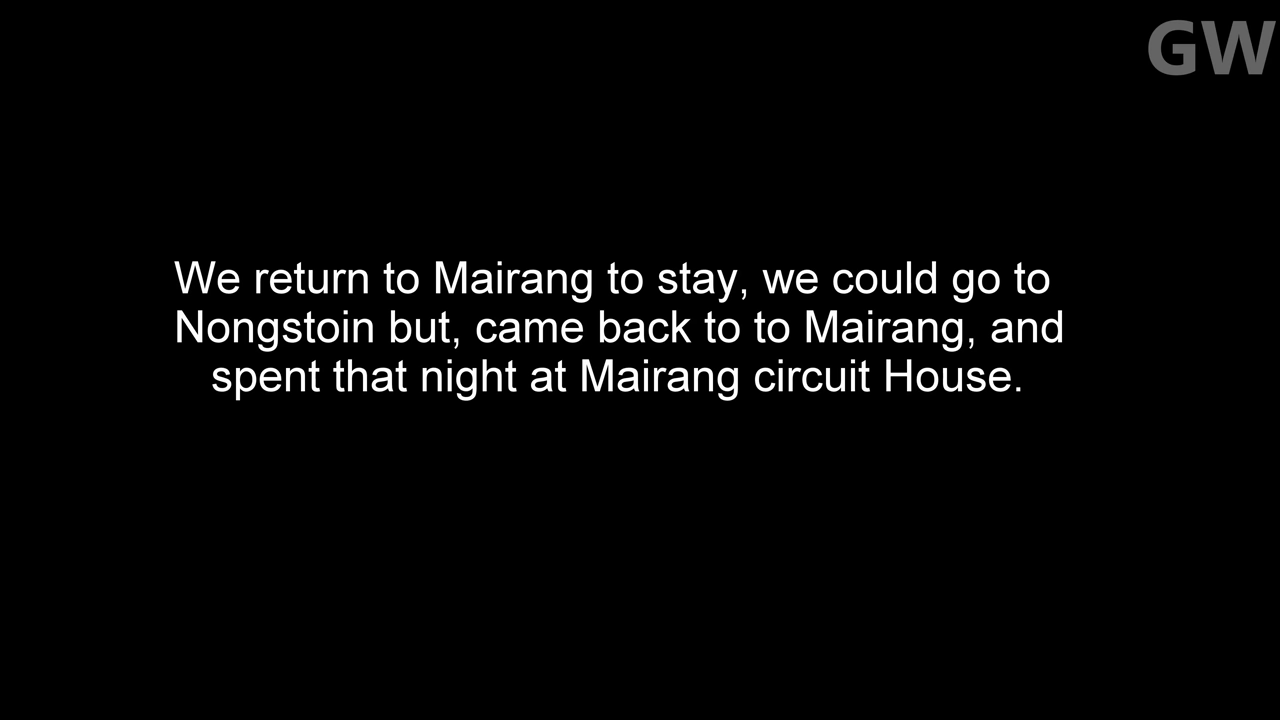 GW
We return to Mairang to stay, we could go to
Nongstoin but, came back to to Mairang, and
spent that night at Mairang circuit House.